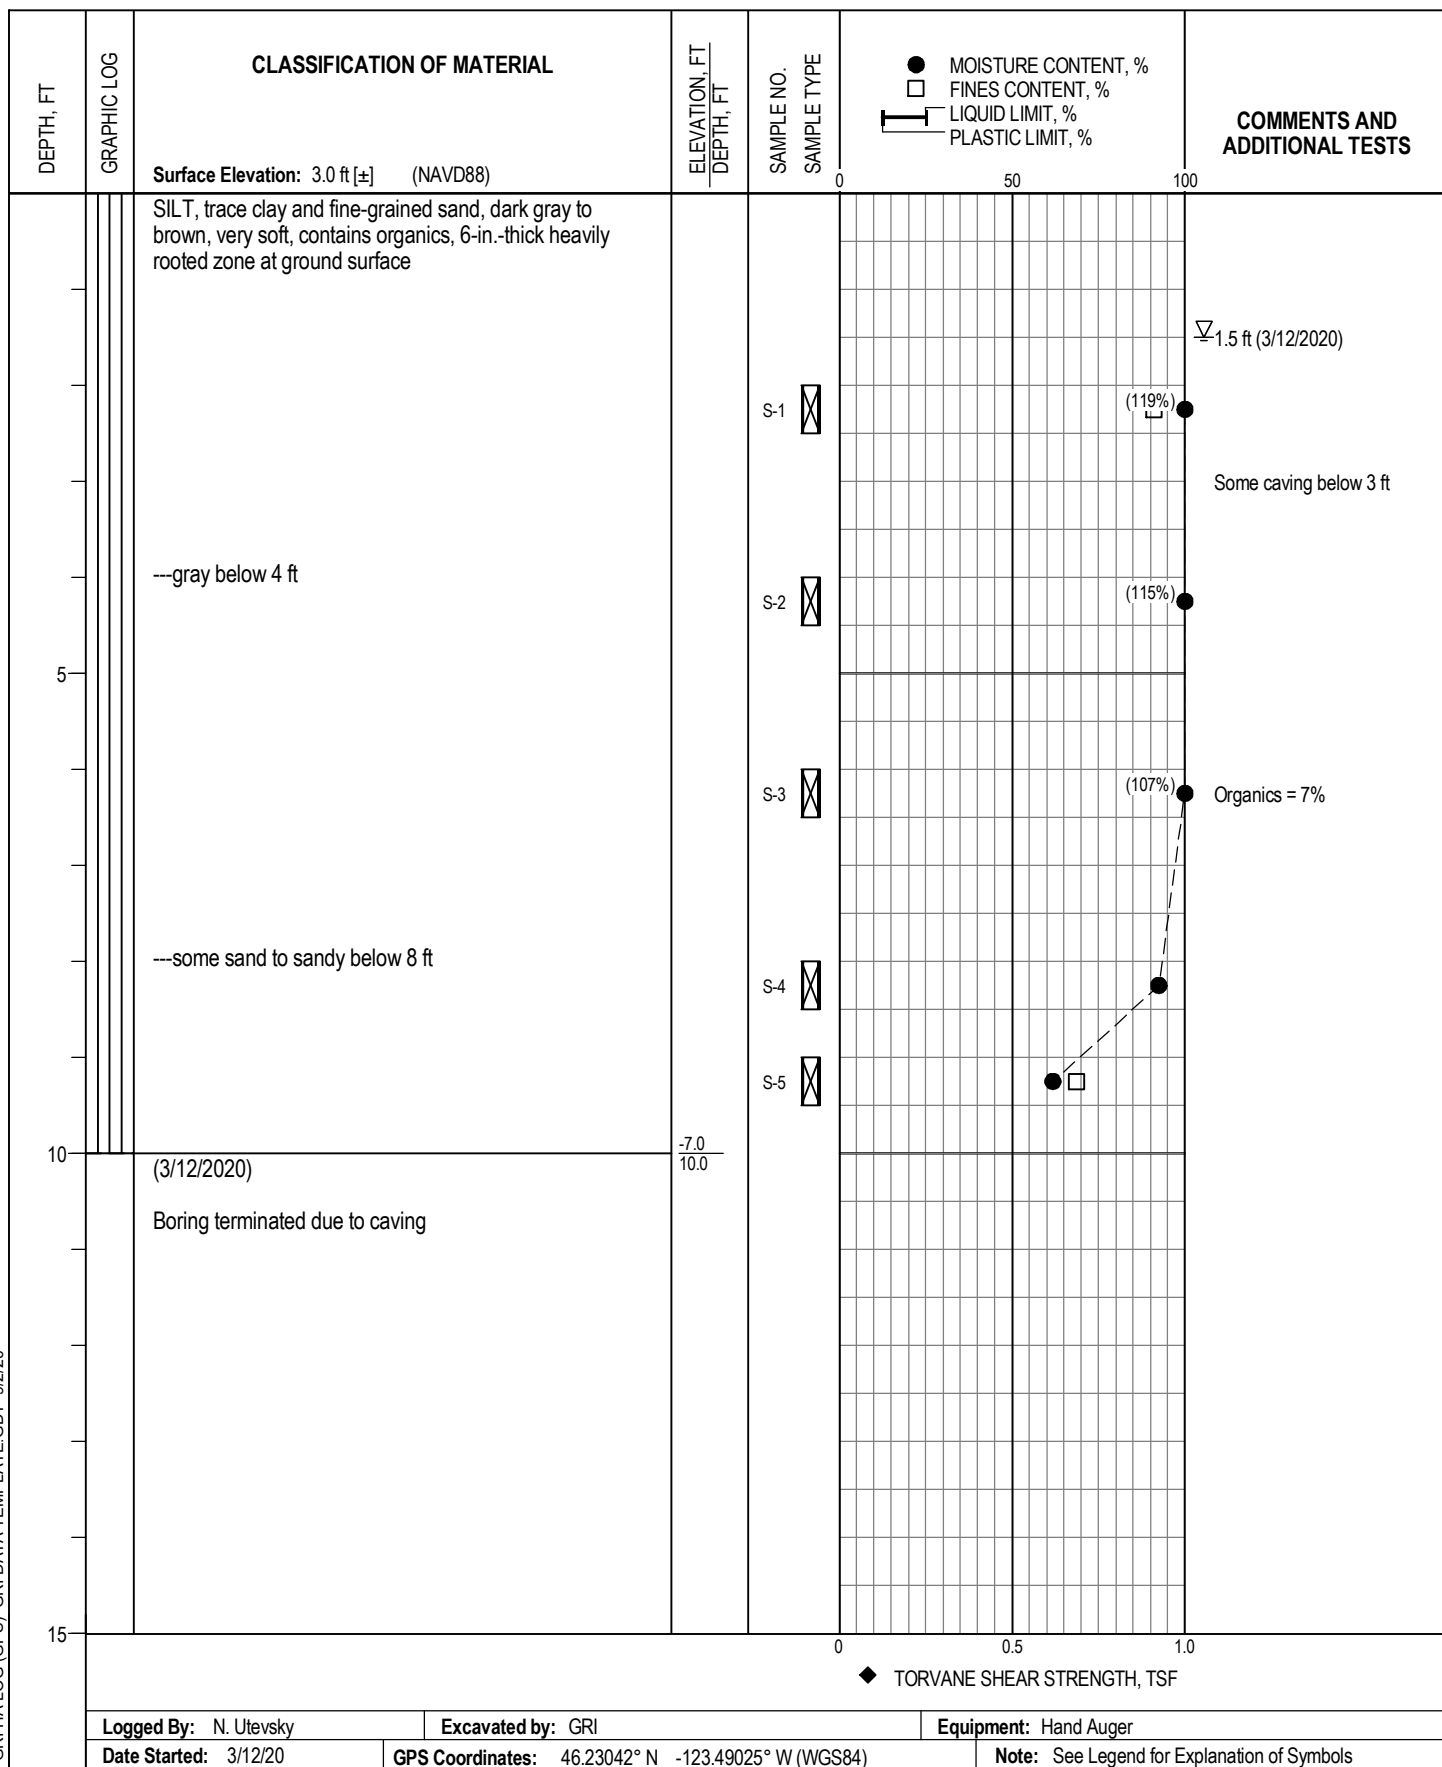 DEPTH, FT
GRAPHIC LOG
CLASSIFICATION OF MATERIAL
Surface Elevation: 3.0 ft [±] (NAVD88)
ELEVATION, FT
DEPTH, FT
SAMPLE NO.
SAMPLE TYPE
MOISTURE CONTENT, %
FINES CONTENT, %
LIQUID LIMIT, %
PLASTIC LIMIT, %
0 50 100
COMMENTS AND
ADDITIONAL TESTS
SILT, trace clay and fine-grained sand, dark gray to
brown, very soft, contains organics, 6-in.-thick heavily
rooted zone at ground surface
1.5 ft (3/12/2020)
S-1
(119%)
Some caving below 3 ft
---gray below 4 ft
S-2
(115%)
5
S-3
(107%)
Organics = 7%
---some sand to sandy below 8 ft
S-4
S-5
10
-7.0
10.0
(3/12/2020)
Boring terminated due to caving
15
0 0.5 1.0
TORVANE SHEAR STRENGTH, TSF
Logged By: N. Utevsky
Excavated by: GRI
Equipment: Hand Auger
Date Started: 3/12/20
GPS Coordinates: 46.23042° N -123.49025° W (WGS84)
Note: See Legend for Explanation of Symbols